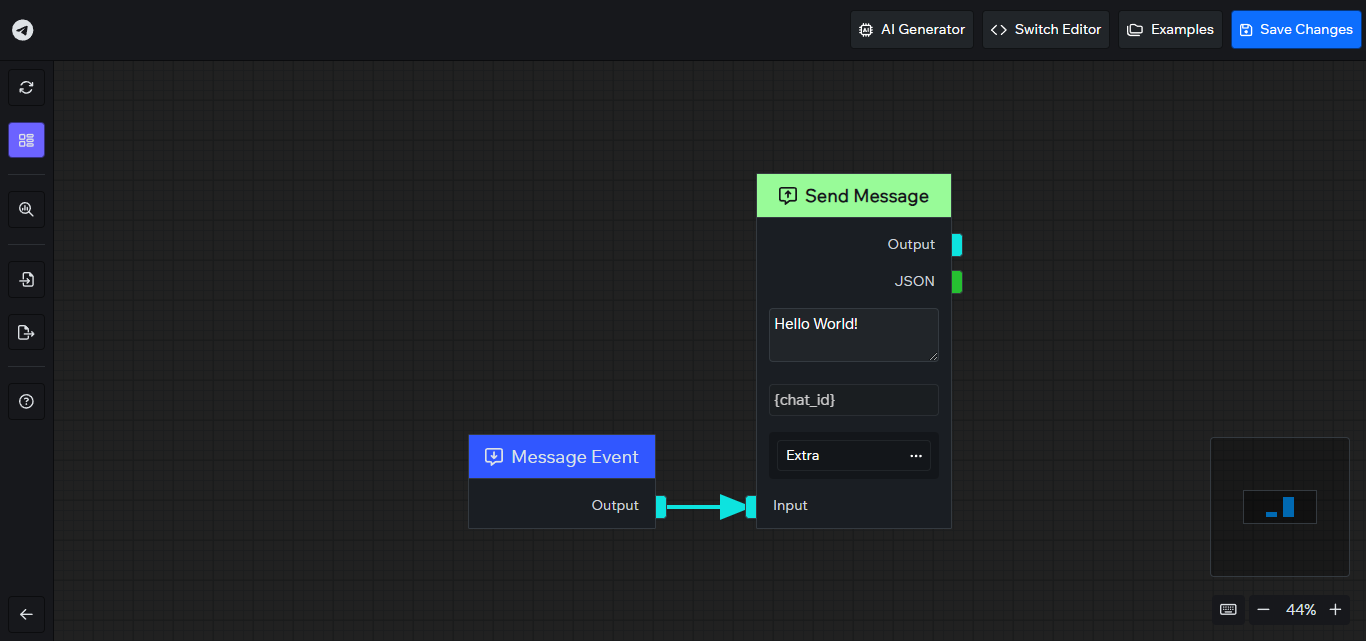 AI Generator
Switch Editor
Examples
Save Changes
Send Message
Output
JSON
Hello World!
{chat_id}
Extra
Input
Message Event
Output
44%